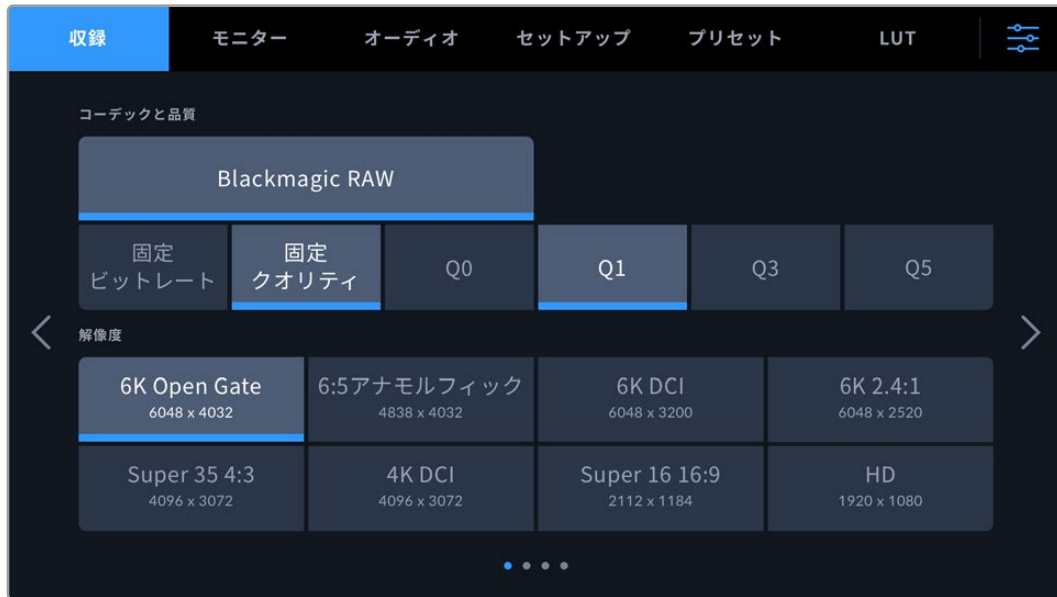 収録 モニター オーディオ セットアップ プリセット LUT
コーデックと品質
Blackmagic RAW
固定
ビットレート
固定
クオリティ
Q0
Q1
Q3
Q5
解像度
6K Open Gate
6048 x 4032
6:5アナモルフィック
4838 x 4032
6K DCI
6048 x 3200
6K 2.4:1
6048 x 2520
Super 35 4:3
4096 x 3072
4K DCI
4096 x 3072
Super 16 16:9
2112 x 1184
HD
1920 x 1080